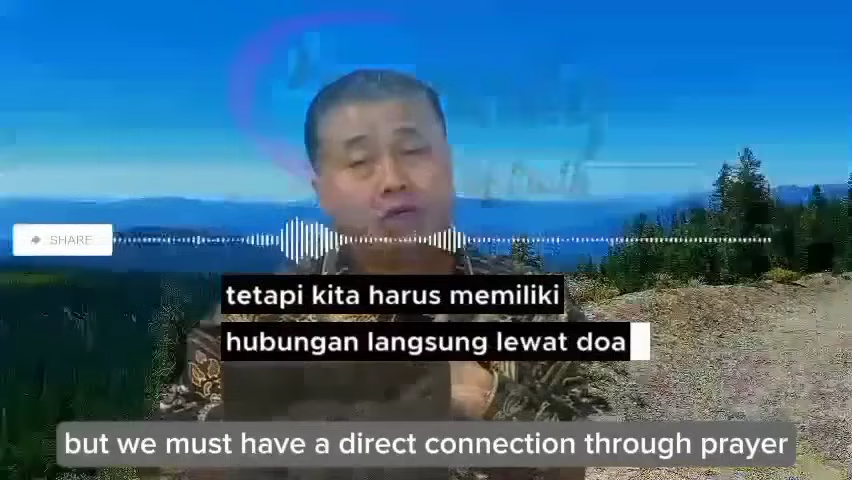 SHARE
tetapi kita harus memiliki
hubungan langsung lewat doa
but we must have a direct connection through prayer